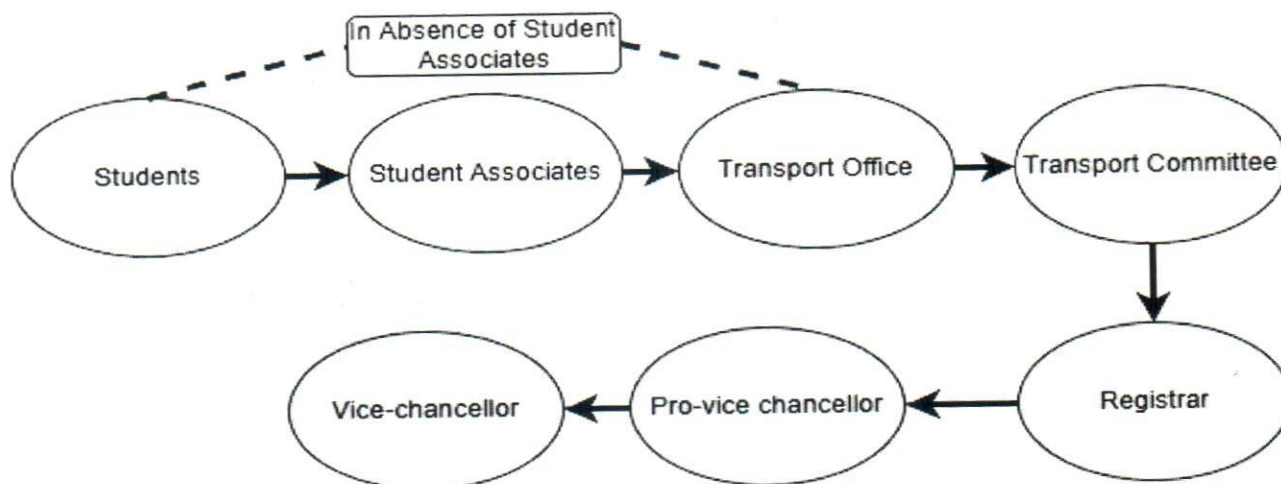 In Absence of Student
Associates
Students
Student Associates
Transport Office
Transport Committee
Vice-chancellor
Pro-vice chancellor
Registrar